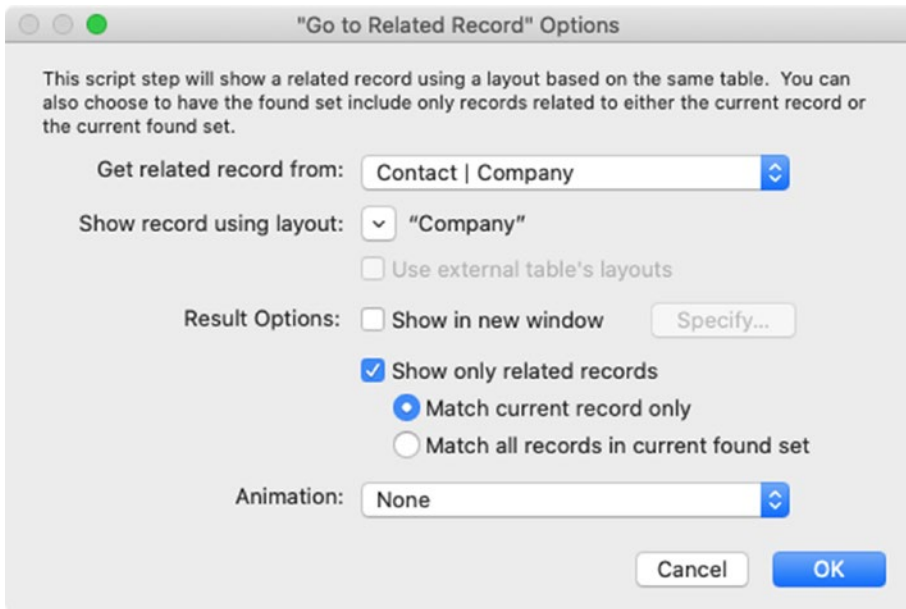 "Go to Related Record" Options
This script step will show a related record using a layout based on the same table.  You can
also choose to have the found set include only records related to either the current record or
the current found set.
Get related record from: Contact | Company
Show record using layout: “Company”
Use external table's layouts
Result Options: Show in new window Specify...
Show only related records
Match current record only
Match all records in current found set
Animation: None
Cancel OK